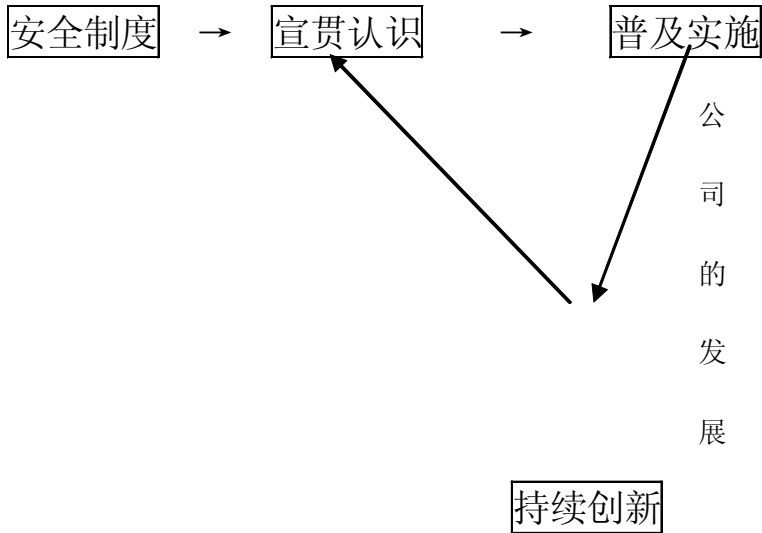 安全制度 → 宣贯认识 → 普及实施
公
司
的
发
展
持续创新